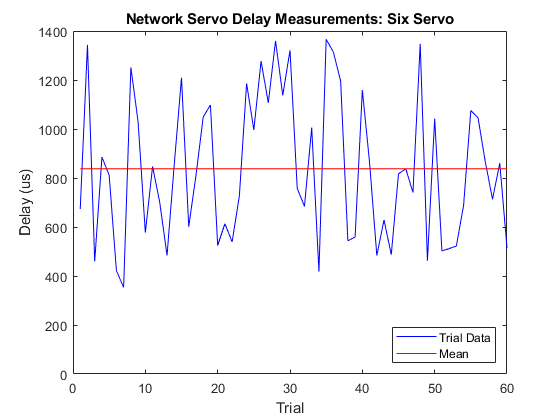 Network Servo Delay Measurements: Six Servo
1400
1200
1000
800
600
400
200
0
Delay (us)
0 10 20 30 40 50 60
Trial
Trial Data
Mean